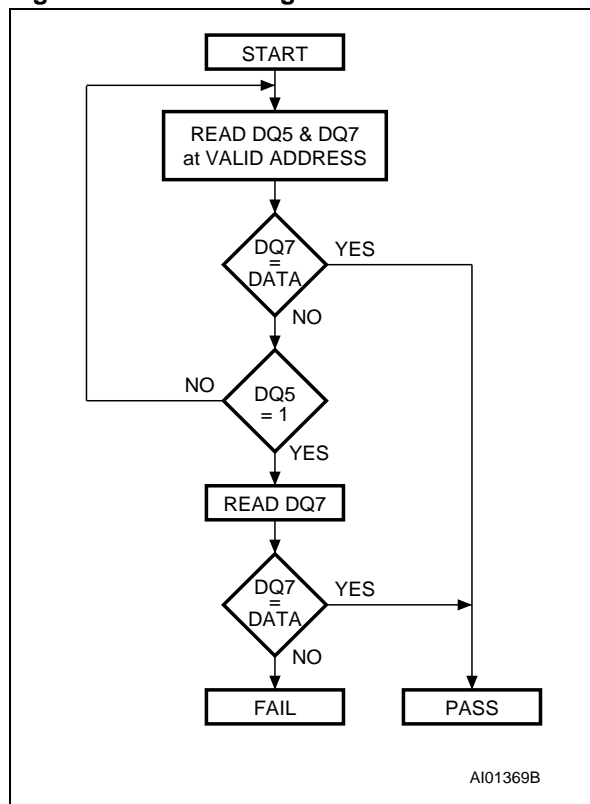 START
READ DQ5 & DQ7
at VALID ADDRESS
DQ7
=
DATA
YES
NO
DQ5
= 1
NO
YES
READ DQ7
DQ7
=
DATA
YES
NO
FAIL
PASS
AI01369B